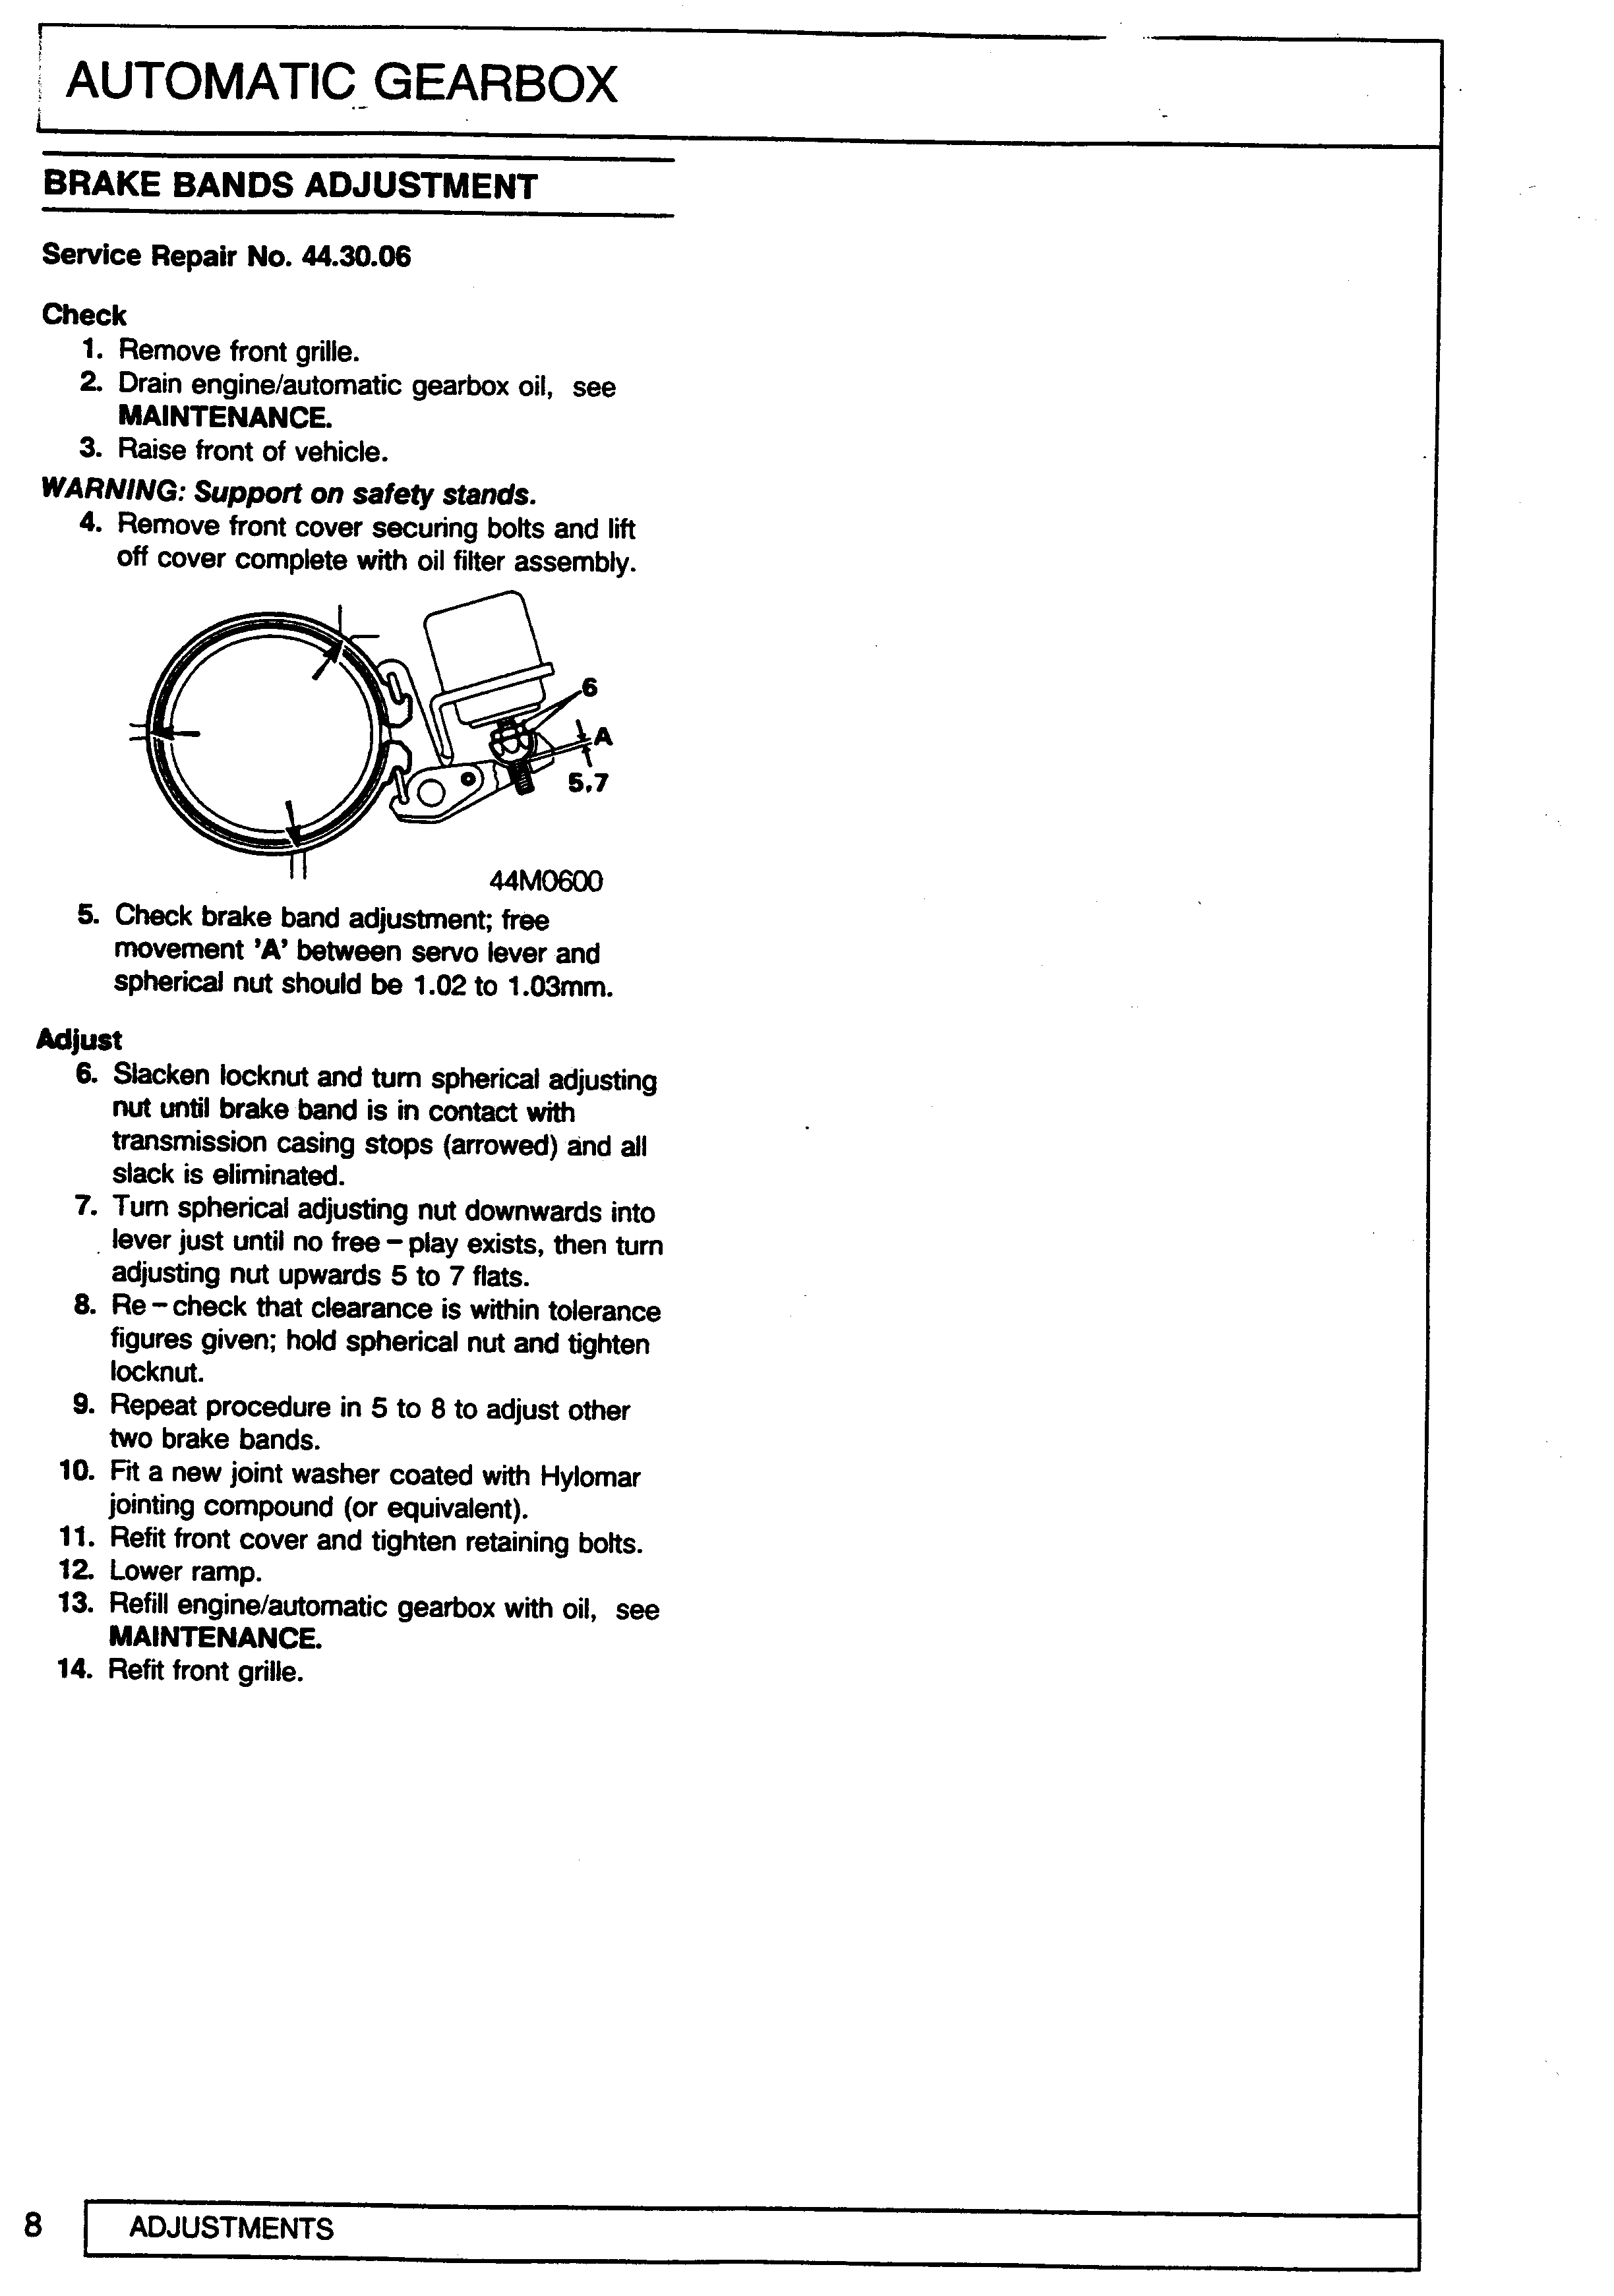 AUTOMATIC GEARBOX
BRAKE BANDS ADJUSTMENT
Service Repair No. 44.30.06
Check
1. Remove front grille.
2. Drain engine/automatic gearbox oil, see
MAINTENANCE.
3. Raise front of vehicle.
WARNING: Support on safety stands.
4. Remove front cover securing bolts and lift
off cover complete with oil filter assembly.
6
A
5,7
44M0600
5. Check brake band adjustment; free
movement 'A' between servo lever and
spherical nut should be 1.02 to 1.03mm.
Adjust
6. Slacken locknut and turn spherical adjusting
nut until brake band is in contact with
transmission casing stops (arrowed) and all
slack is eliminated.
7. Turn spherical adjusting nut downwards into
lever just until no free-play exists, then turn
adjusting nut upwards 5 to 7 flats.
8. Re-check that clearance is within tolerance
figures given; hold spherical nut and tighten
locknut.
9. Repeat procedure in 5 to 8 to adjust other
two brake bands.
10. Fit a new joint washer coated with Hylomar
jointing compound (or equivalent).
11. Refit front cover and tighten retaining bolts.
12. Lower ramp.
13. Refill engine/automatic gearbox with oil, see
MAINTENANCE.
14. Refit front grille.
8
ADJUSTMENTS